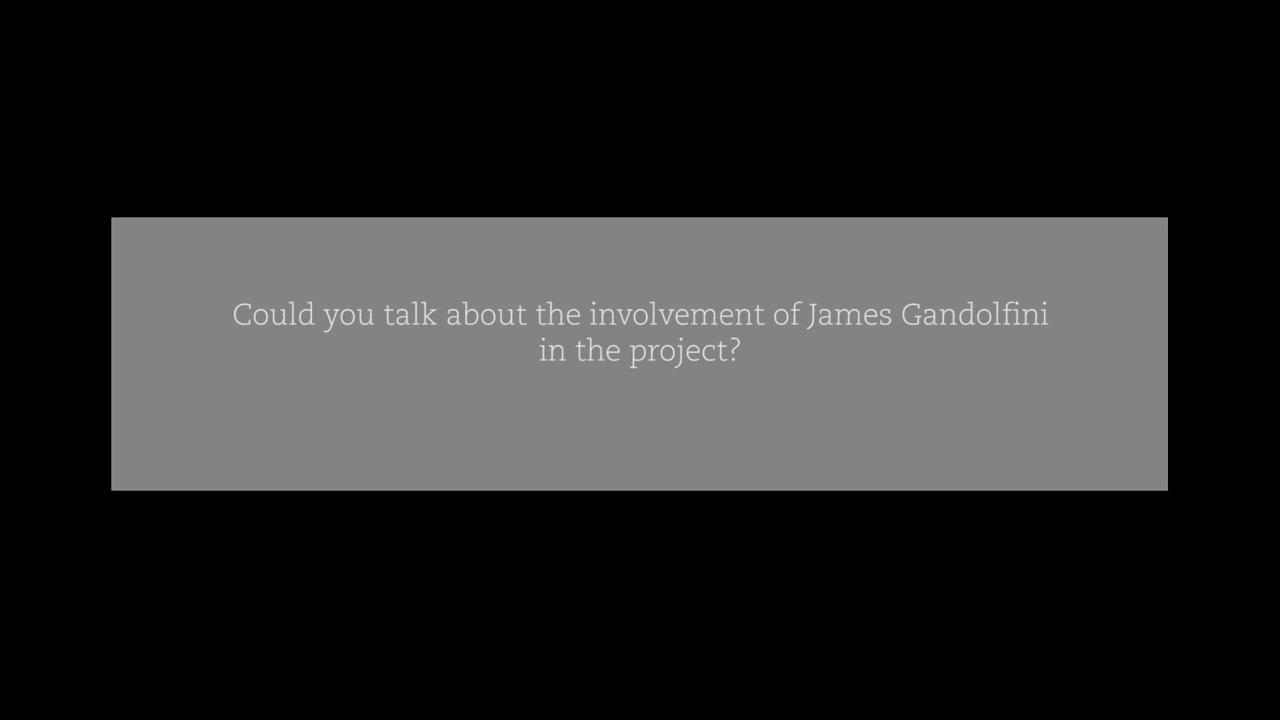 Could you talk about the involvement of James Gandolfini
in the project?